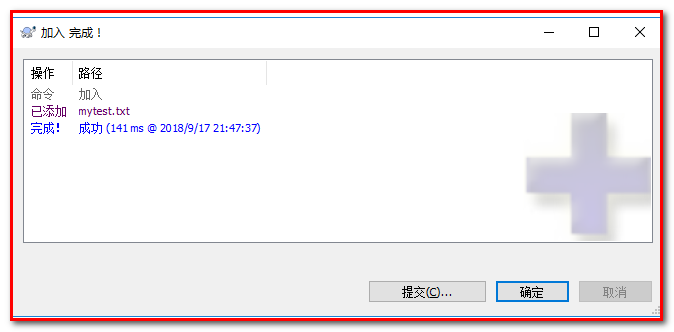 加入 完成！
操作 路径
命令 加入
已添加 mytest.txt
完成！ 成功 (141 ms @ 2018/9/17 21:47:37)
提交(C)... 确定 取消